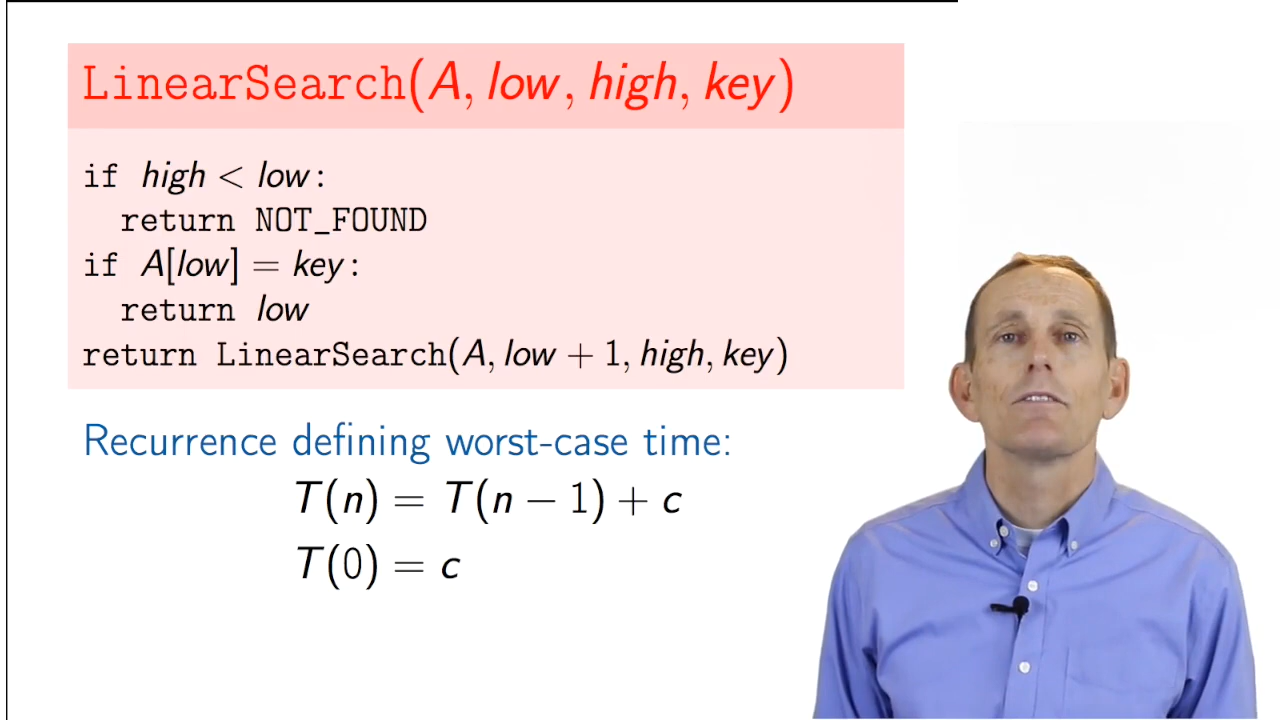 LinearSearch(A, low, high, key)
if high < low:
return NOT_FOUND
if A[low] = key:
return low
return LinearSearch(A, low + 1, high, key)
Recurrence defining worst-case time:
T(n) = T(n − 1) + c
T(0) = c